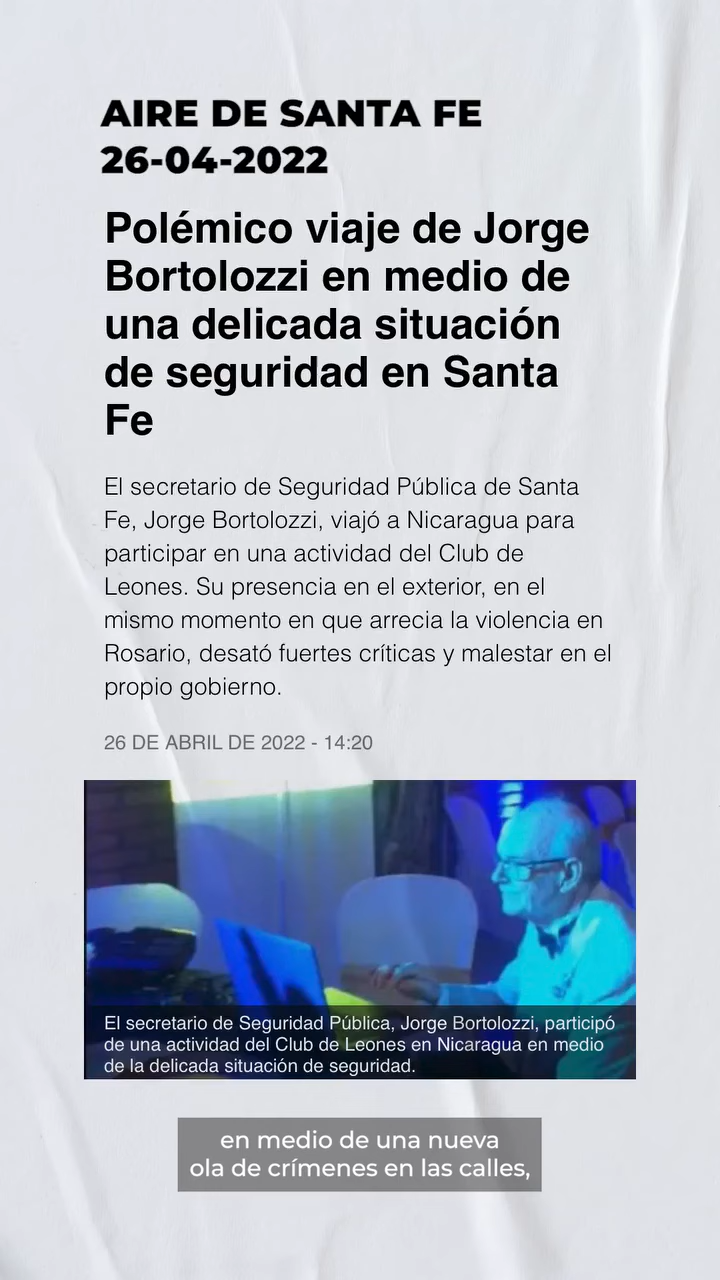 AIRE DE SANTA FE
26-04-2022
Polémico viaje de Jorge
Bortolozzi en medio de
una delicada situación
de seguridad en Santa
Fe
El secretario de Seguridad Pública de Santa
Fe, Jorge Bortolozzi, viajó a Nicaragua para
participar en una actividad del Club de
Leones. Su presencia en el exterior, en el
mismo momento en que arrecia la violencia en
Rosario, desató fuertes críticas y malestar en el
propio gobierno.
26 DE ABRIL DE 2022 - 14:20
El secretario de Seguridad Pública, Jorge Bortolozzi, participó
de una actividad del Club de Leones en Nicaragua en medio
de la delicada situación de seguridad.
en medio de una nueva
ola de crímenes en las calles,